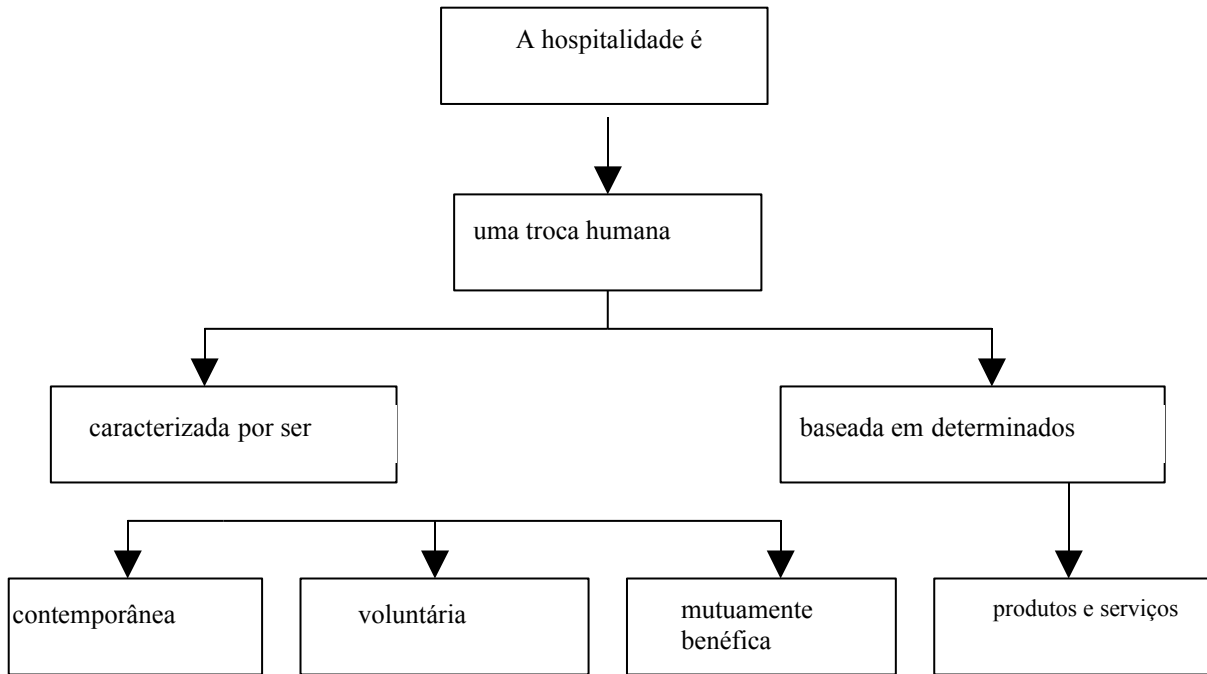 A hospitalidade é
uma troca humana
caracterizada por ser
baseada em determinados
contemporânea
voluntária
mutuamente
benéfica
produtos e serviços